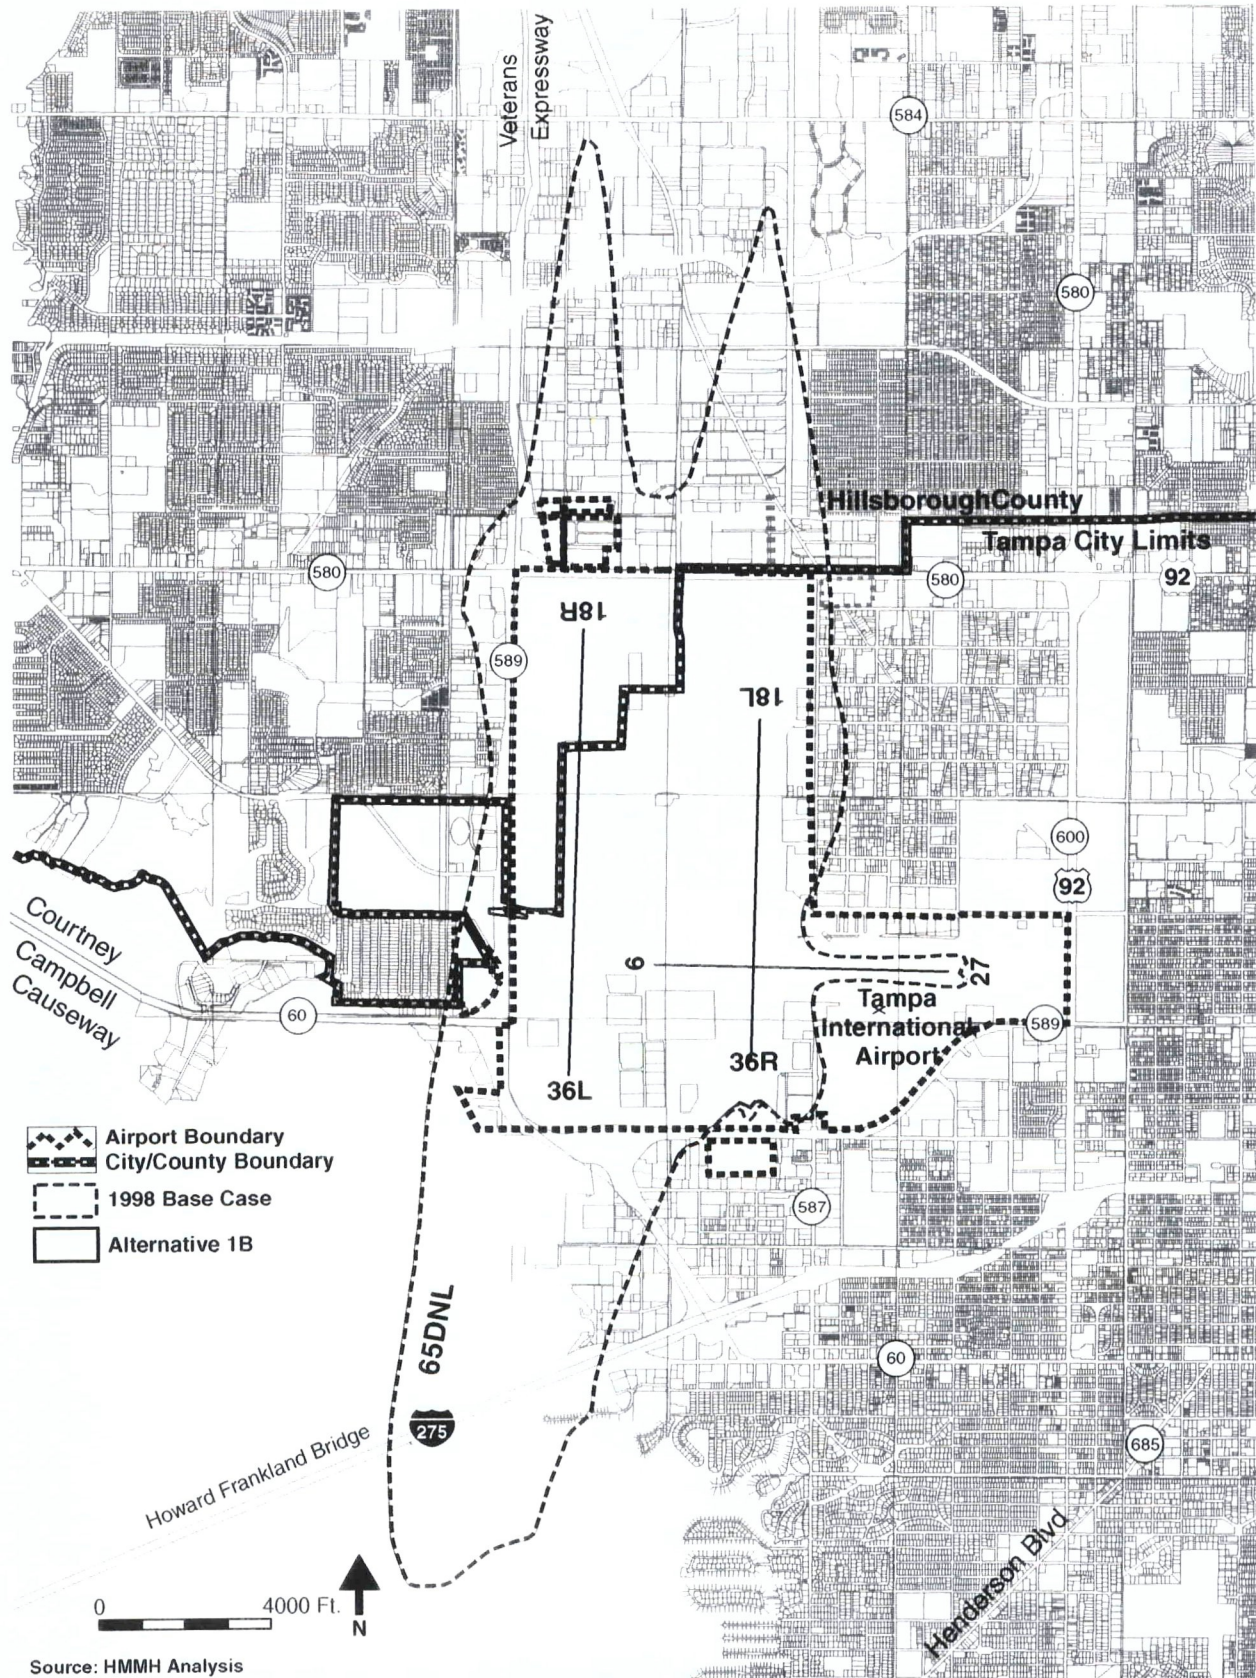 Veterans
Expressway
584
580
HillsboroughCounty
Tampa City Limits
580
580
92
18R
589
18L
600
92
Courtney
Campbell
Causeway
60
9
27
Tampa
International
Airport
589
36L
36R
Airport Boundary
City/County Boundary
1998 Base Case
Alternative 1B
587
65DNL
60
275
685
Howard Frankland Bridge
Henderson Blvd
0
4000 Ft.
N
Source: HMMH Analysis